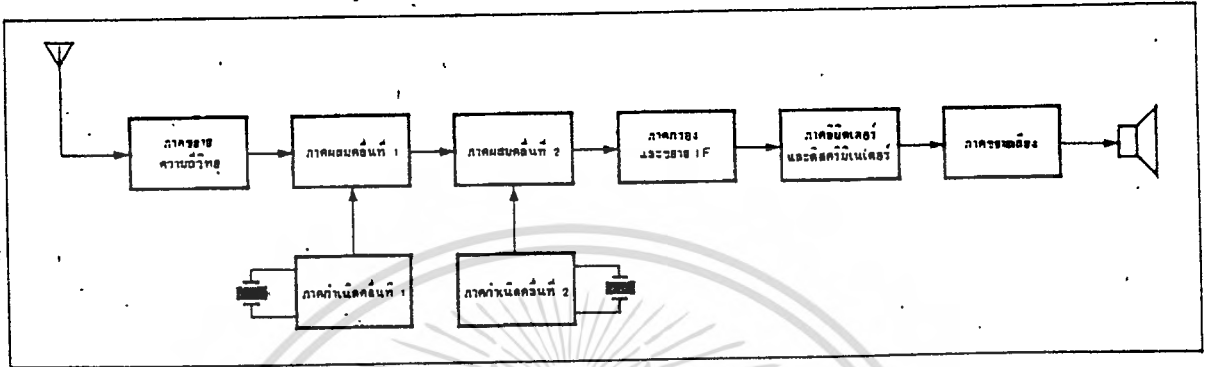 ภาคขยาย
ความถี่วิทยุ
ภาคผสมคลื่นที่ 1
ภาคผสมคลื่นที่ 2
ภาคกรอง
และขยาย IF
ภาคลิมิตเตอร์
และดิสคริมิเนเตอร์
ภาคขยายเสียง
ภาคกำเนิดคลื่นที่ 1
ภาคกำเนิดคลื่นที่ 2